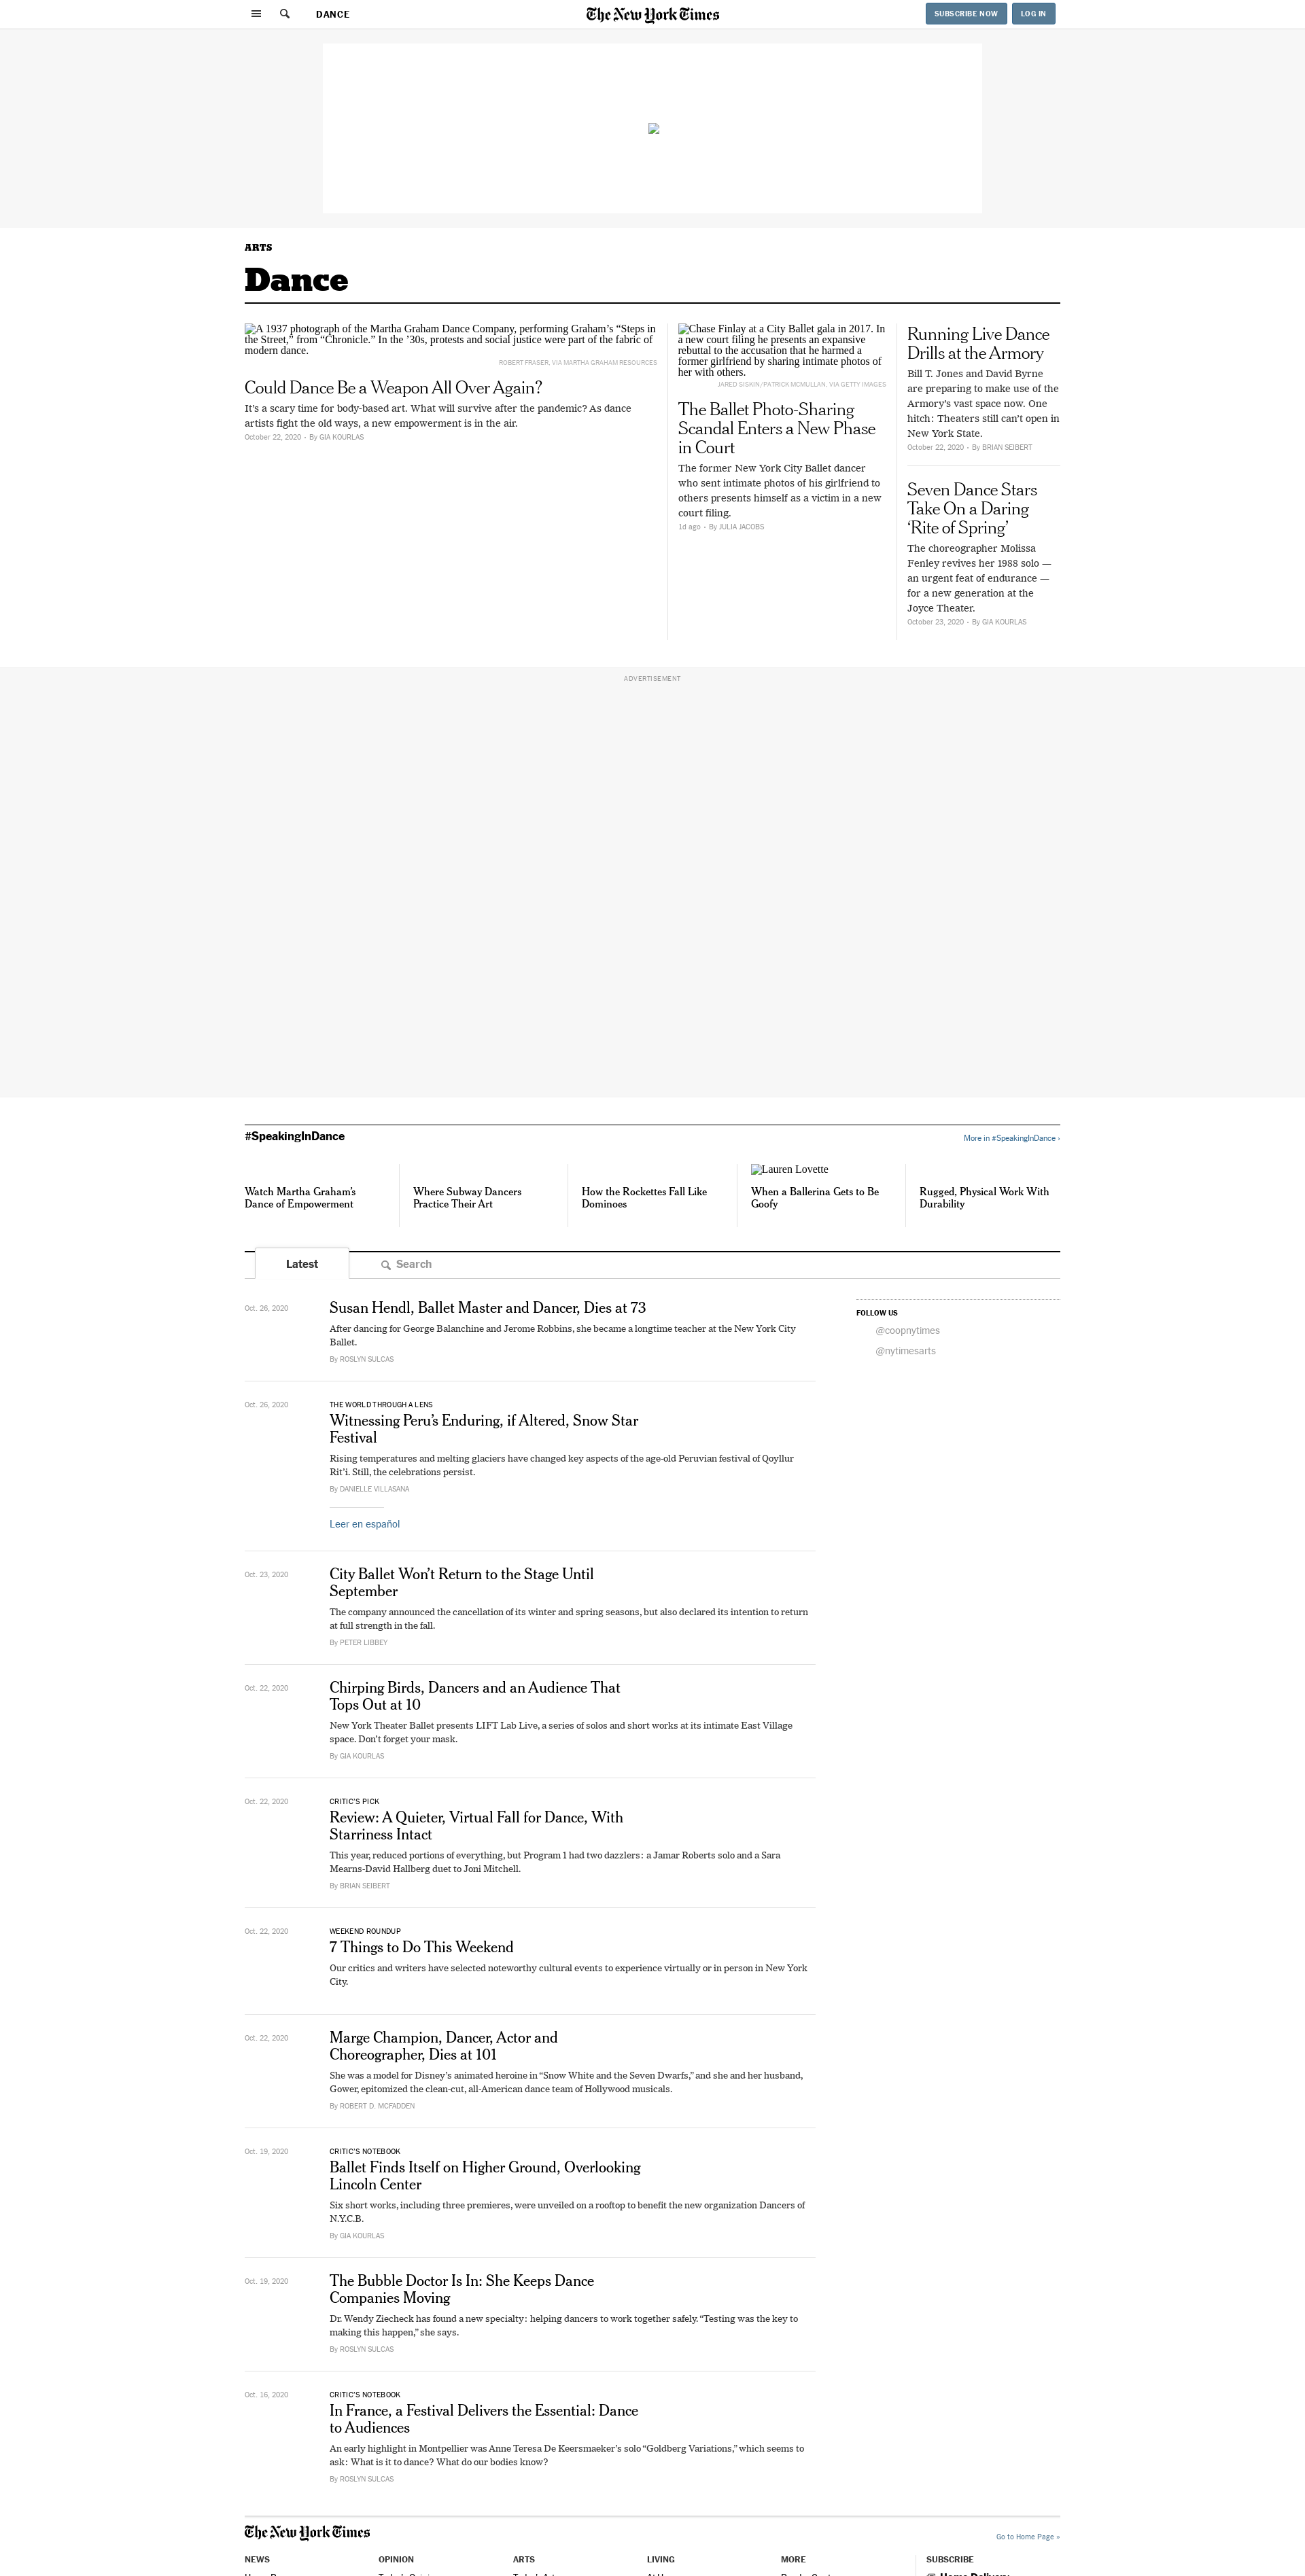 DANCE
The New York Times
SUBSCRIBE NOW
LOG IN
ARTS
Dance
A 1937 photograph of the Martha Graham Dance Company, performing Graham’s “Steps in
the Street,” from “Chronicle.” In the ’30s, protests and social justice were part of the fabric of
modern dance.
ROBERT FRASER, VIA MARTHA GRAHAM RESOURCES
Could Dance Be a Weapon All Over Again?
It’s a scary time for body-based art. What will survive after the pandemic? As dance
artists fight the old ways, a new empowerment is in the air.
October 22, 2020 • By GIA KOURLAS
Chase Finlay at a City Ballet gala in 2017. In
a new court filing he presents an expansive
rebuttal to the accusation that he harmed a
former girlfriend by sharing intimate photos of
her with others.
JARED SISKIN/PATRICK MCMULLAN, VIA GETTY IMAGES
The Ballet Photo-Sharing
Scandal Enters a New Phase
in Court
The former New York City Ballet dancer
who sent intimate photos of his girlfriend to
others presents himself as a victim in a new
court filing.
1d ago • By JULIA JACOBS
Running Live Dance
Drills at the Armory
Bill T. Jones and David Byrne
are preparing to make use of the
Armory’s vast space now. One
hitch: Theaters still can’t open in
New York State.
October 22, 2020 • By BRIAN SEIBERT
Seven Dance Stars
Take On a Daring
‘Rite of Spring’
The choreographer Molissa
Fenley revives her 1988 solo —
an urgent feat of endurance —
for a new generation at the
Joyce Theater.
October 23, 2020 • By GIA KOURLAS
ADVERTISEMENT
#SpeakingInDance
More in #SpeakingInDance ›
Watch Martha Graham’s
Dance of Empowerment
Where Subway Dancers
Practice Their Art
How the Rockettes Fall Like
Dominoes
Lauren Lovette
When a Ballerina Gets to Be
Goofy
Rugged, Physical Work With
Durability
Latest
Search
Oct. 26, 2020
Susan Hendl, Ballet Master and Dancer, Dies at 73
After dancing for George Balanchine and Jerome Robbins, she became a longtime teacher at the New York City
Ballet.
By ROSLYN SULCAS
FOLLOW US
@coopnytimes
@nytimesarts
Oct. 26, 2020
THE WORLD THROUGH A LENS
Witnessing Peru’s Enduring, if Altered, Snow Star
Festival
Rising temperatures and melting glaciers have changed key aspects of the age-old Peruvian festival of Qoyllur
Rit’i. Still, the celebrations persist.
By DANIELLE VILLASANA
Leer en español
Oct. 23, 2020
City Ballet Won’t Return to the Stage Until
September
The company announced the cancellation of its winter and spring seasons, but also declared its intention to return
at full strength in the fall.
By PETER LIBBEY
Oct. 22, 2020
Chirping Birds, Dancers and an Audience That
Tops Out at 10
New York Theater Ballet presents LIFT Lab Live, a series of solos and short works at its intimate East Village
space. Don’t forget your mask.
By GIA KOURLAS
Oct. 22, 2020
CRITIC’S PICK
Review: A Quieter, Virtual Fall for Dance, With
Starriness Intact
This year, reduced portions of everything, but Program 1 had two dazzlers: a Jamar Roberts solo and a Sara
Mearns-David Hallberg duet to Joni Mitchell.
By BRIAN SEIBERT
Oct. 22, 2020
WEEKEND ROUNDUP
7 Things to Do This Weekend
Our critics and writers have selected noteworthy cultural events to experience virtually or in person in New York
City.
Oct. 22, 2020
Marge Champion, Dancer, Actor and
Choreographer, Dies at 101
She was a model for Disney’s animated heroine in “Snow White and the Seven Dwarfs,” and she and her husband,
Gower, epitomized the clean-cut, all-American dance team of Hollywood musicals.
By ROBERT D. MCFADDEN
Oct. 19, 2020
CRITIC’S NOTEBOOK
Ballet Finds Itself on Higher Ground, Overlooking
Lincoln Center
Six short works, including three premieres, were unveiled on a rooftop to benefit the new organization Dancers of
N.Y.C.B.
By GIA KOURLAS
Oct. 19, 2020
The Bubble Doctor Is In: She Keeps Dance
Companies Moving
Dr. Wendy Ziecheck has found a new specialty: helping dancers to work together safely. “Testing was the key to
making this happen,” she says.
By ROSLYN SULCAS
Oct. 16, 2020
CRITIC’S NOTEBOOK
In France, a Festival Delivers the Essential: Dance
to Audiences
An early highlight in Montpellier was Anne Teresa De Keersmaeker’s solo “Goldberg Variations,” which seems to
ask: What is it to dance? What do our bodies know?
By ROSLYN SULCAS
The New York Times
Go to Home Page »
NEWS
OPINION
ARTS
LIVING
MORE
SUBSCRIBE